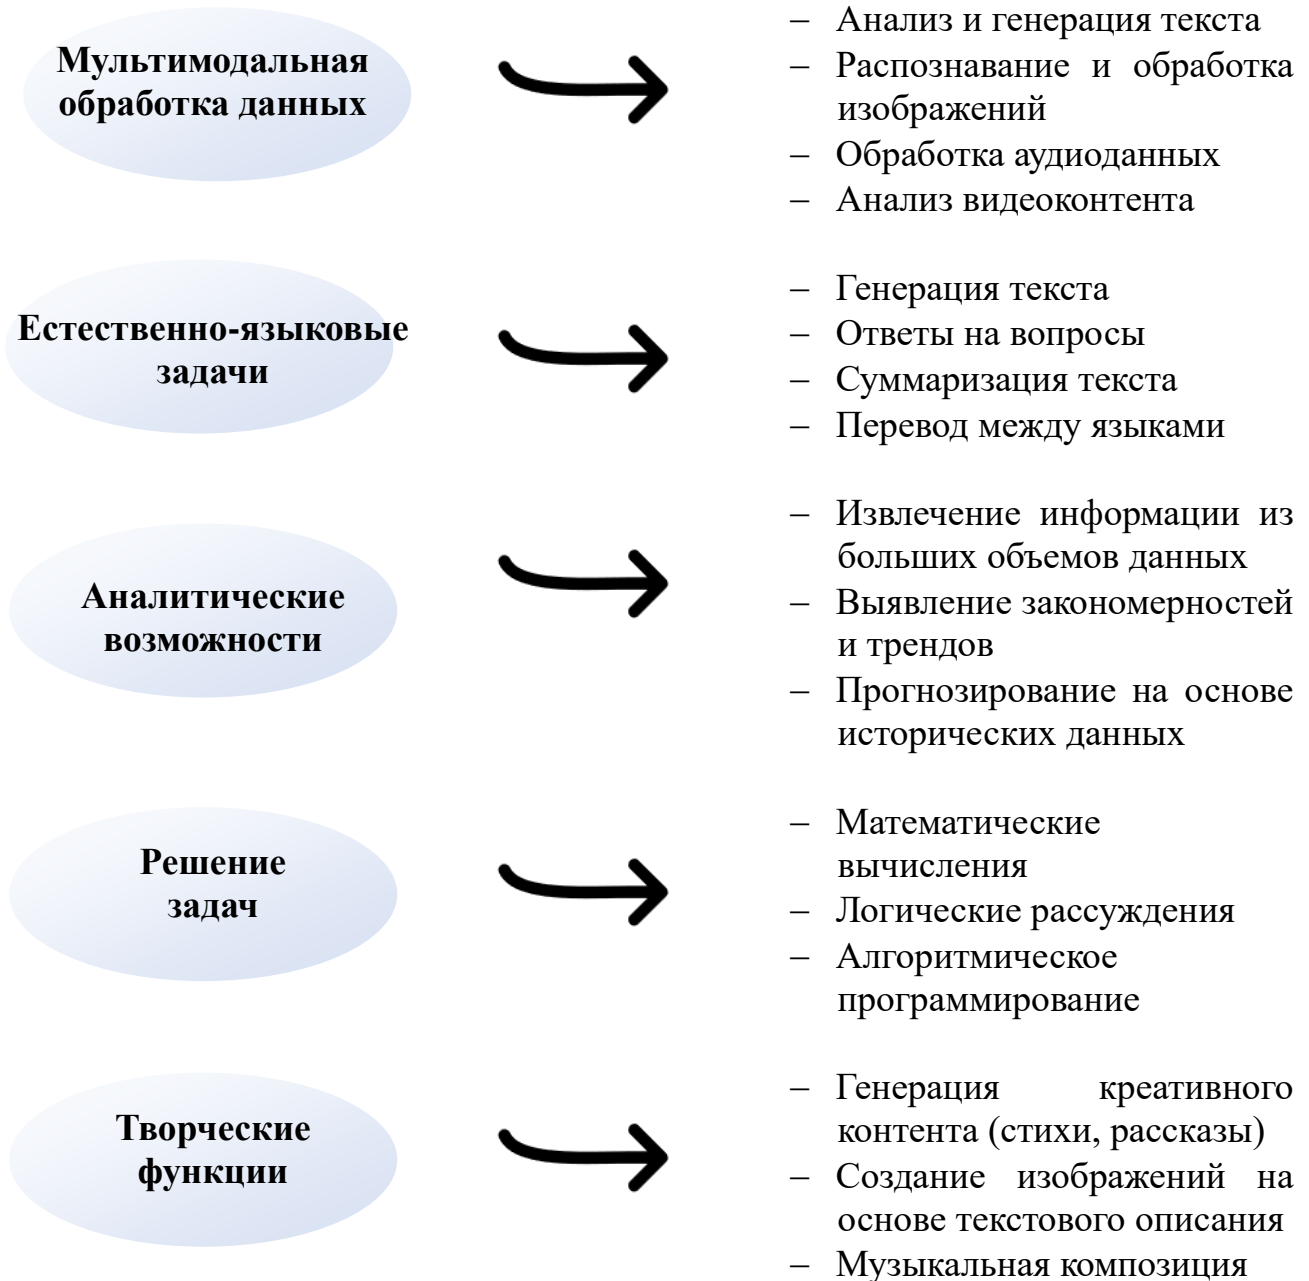 Мультимодальная
обработка данных
– Анализ и генерация текста
– Распознавание и обработка
изображений
– Обработка аудиоданных
– Анализ видеоконтента
Естественно-языковые
задачи
– Генерация текста
– Ответы на вопросы
– Суммаризация текста
– Перевод между языками
Аналитические
возможности
– Извлечение информации из
больших объемов данных
– Выявление закономерностей
и трендов
– Прогнозирование на основе
исторических данных
Решение
задач
– Математические
вычисления
– Логические рассуждения
– Алгоритмическое
программирование
Творческие
функции
– Генерация креативного
контента (стихи, рассказы)
– Создание изображений на
основе текстового описания
– Музыкальная композиция